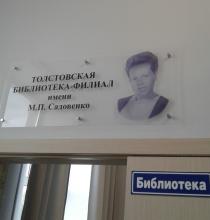 ТОЛСТОВСКАЯ
БИБЛИОТЕКА-ФИЛИАЛ
имени
М.П. Садовенко
Библиотека